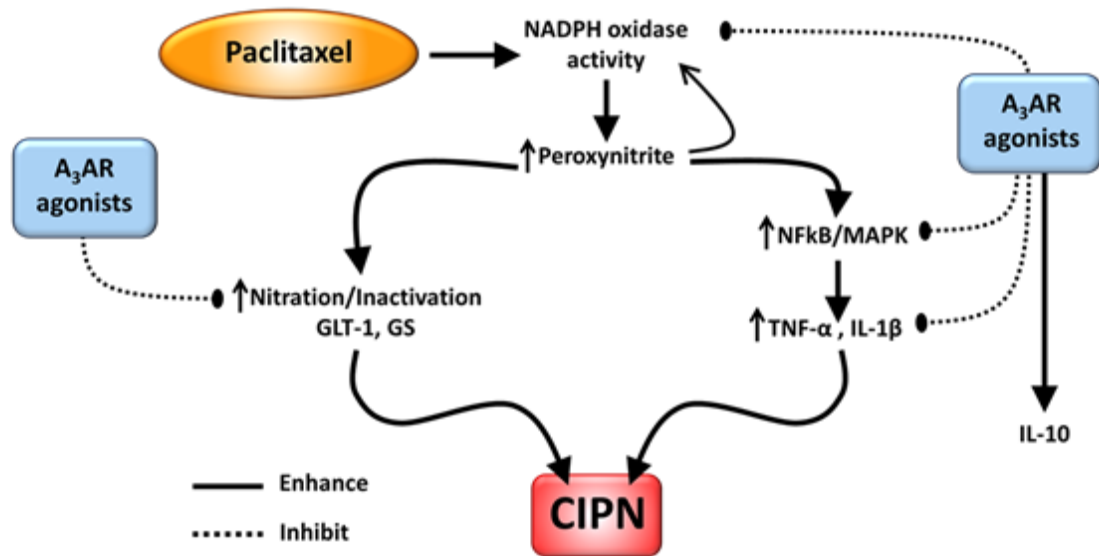 Paclitaxel
NADPH oxidase
activity
A₃AR
agonists
↑Peroxynitrite
A₃AR
agonists
↑NFkB/MAPK
↑Nitration/Inactivation
GLT-1, GS
↑TNF-α , IL-1β
IL-10
CIPN
Enhance
Inhibit